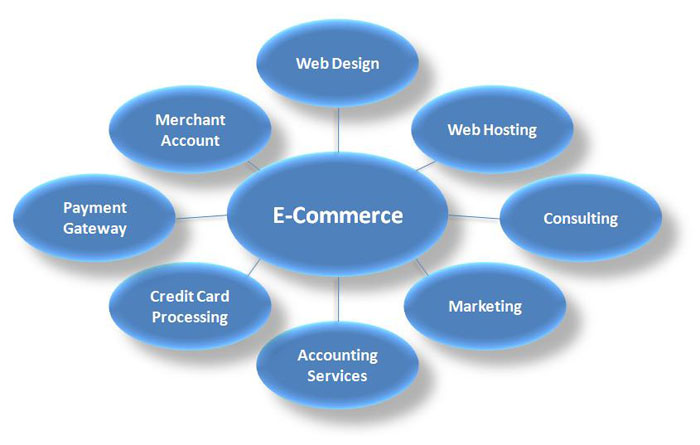 Web Design
Merchant
Account
Web Hosting
Payment
Gateway
E-Commerce
Consulting
Credit Card
Processing
Marketing
Accounting
Services